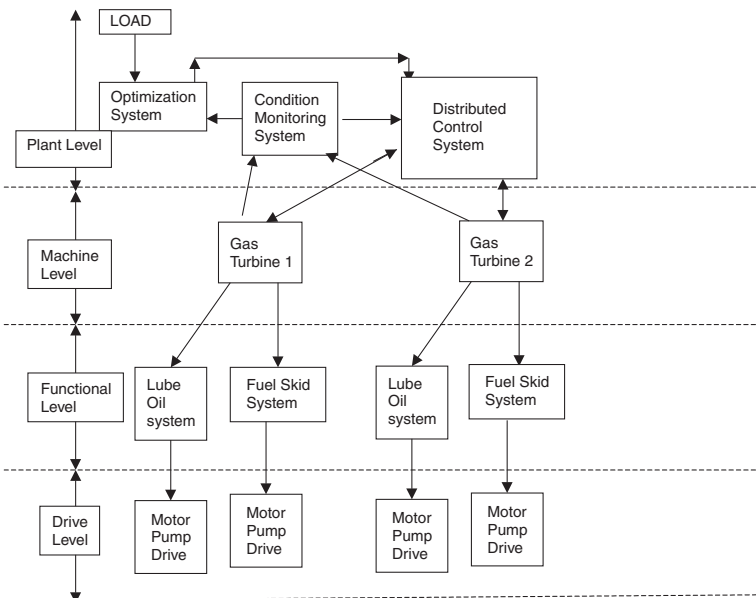 LOAD
Optimization
System
Condition
Monitoring
System
Distributed
Control
System
Plant Level
Gas
Turbine 1
Gas
Turbine 2
Machine
Level
Functional
Level
Lube
Oil
system
Fuel Skid
System
Lube
Oil
system
Fuel Skid
System
Drive
Level
Motor
Pump
Drive
Motor
Pump
Drive
Motor
Pump
Drive
Motor
Pump
Drive